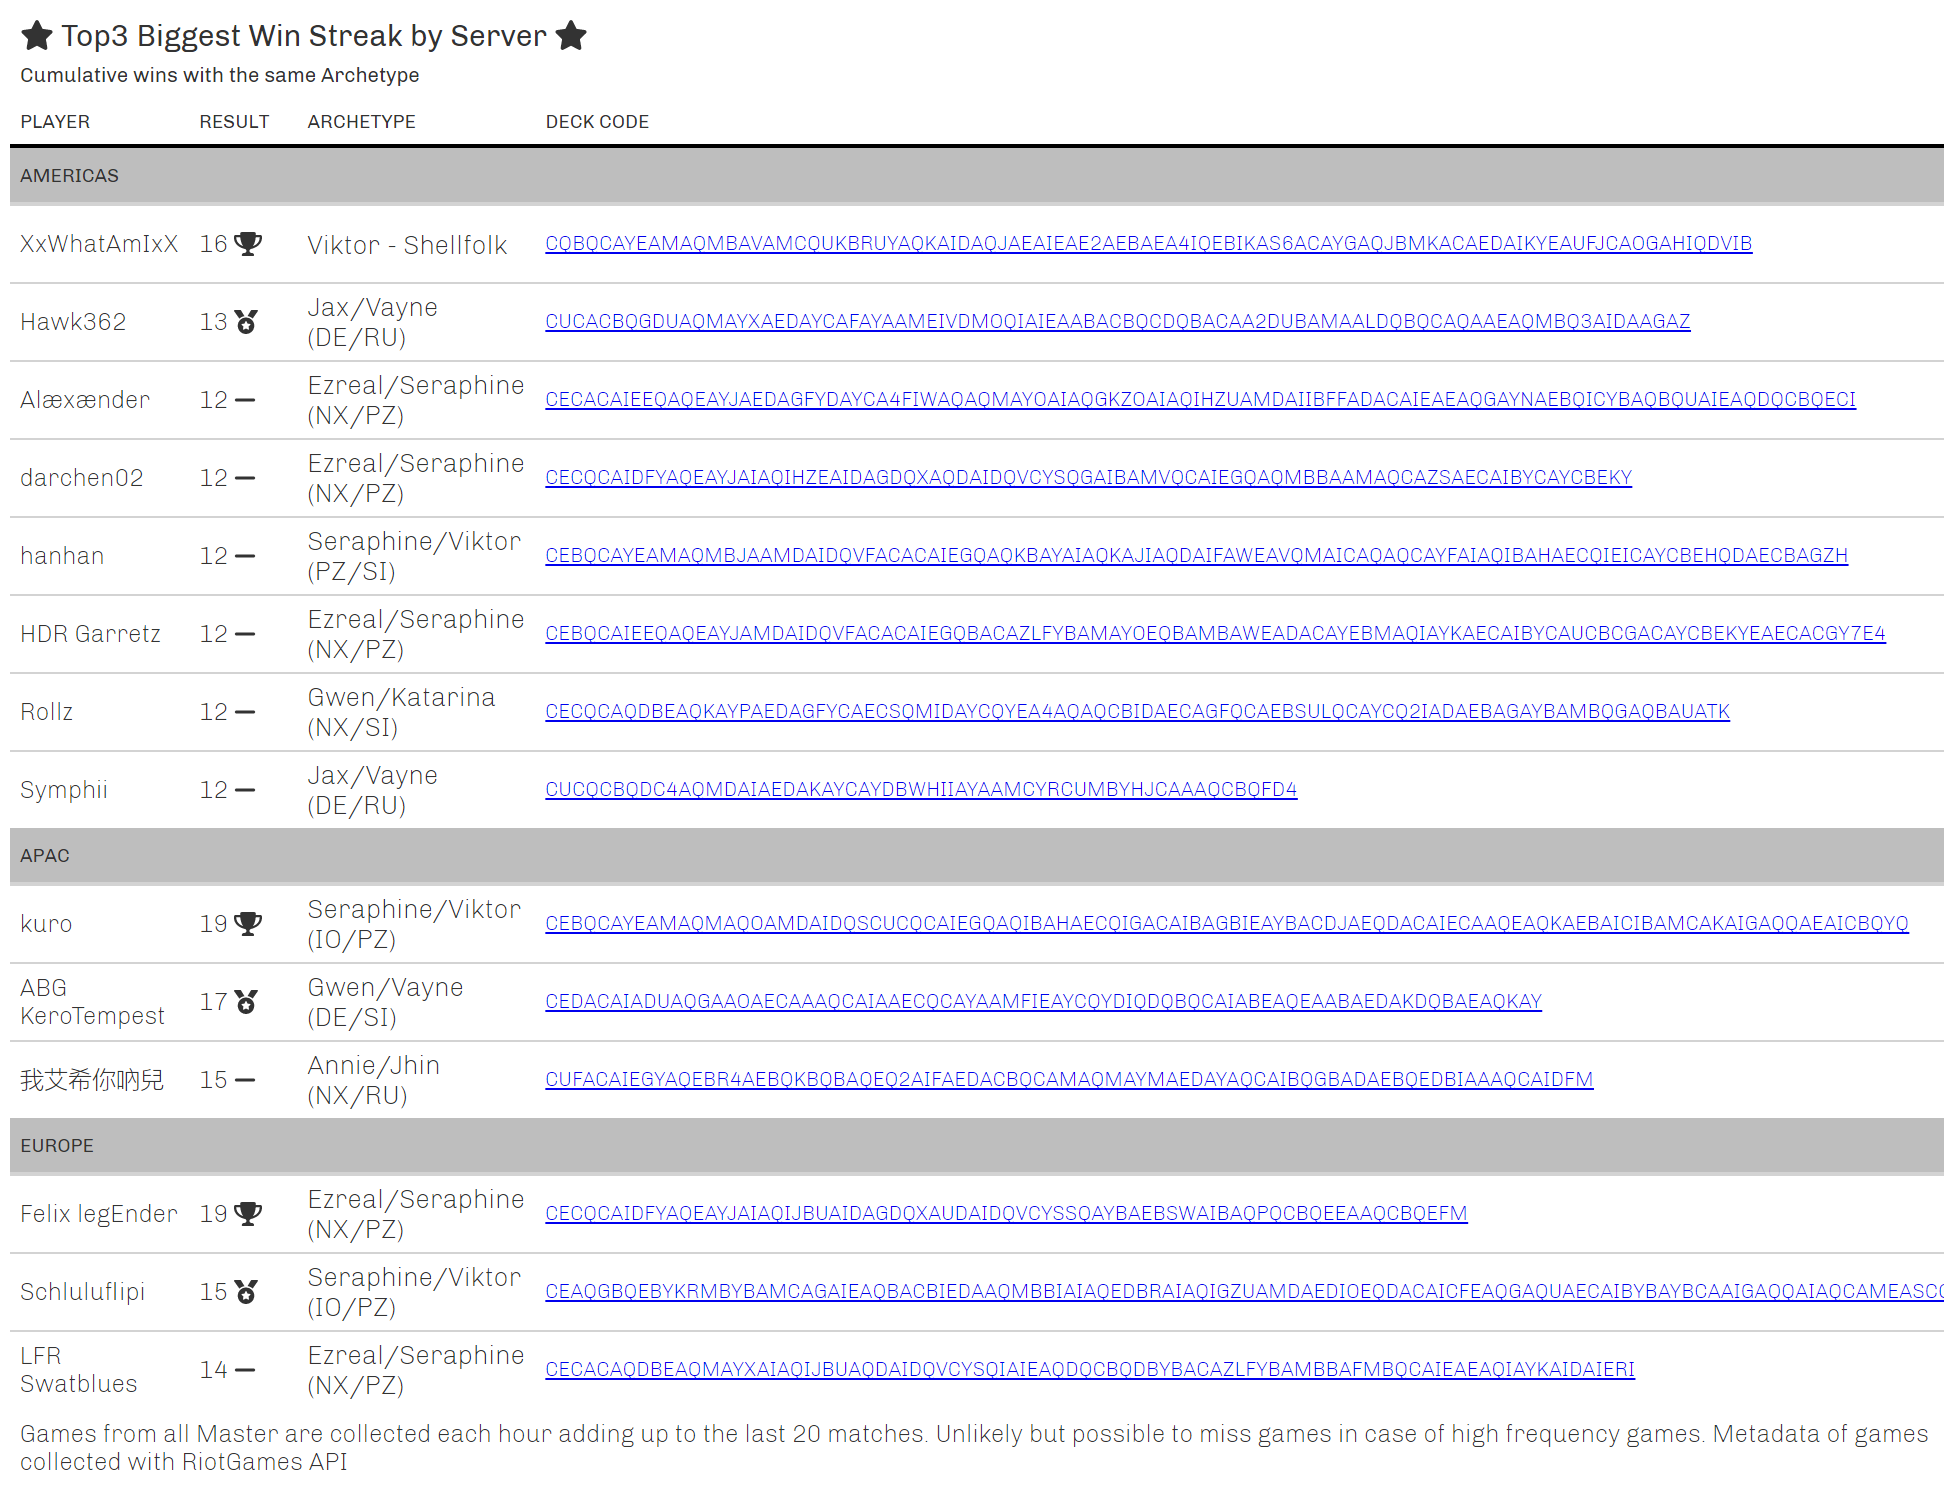 Top3 Biggest Win Streak by Server
Cumulative wins with the same Archetype
PLAYER RESULT ARCHETYPE DECK CODE
AMERICAS
XxWhatAmIxX 16 Viktor - Shellfolk CQBQCAYEAMAQMBAVAMCQUKBRUYAQKAIDAQJAEAIEAE2AEBAEA4IQEBIKAS6ACAYGAQJBMKACAEDAIKYEAUFJCAOGAHIQDVIB
Hawk362 13 Jax/Vayne
(DE/RU) CUCACBQGDUAQMAYXAEDAYCAFAYAAMEIVDMOQIAIEAABACBQCDQBACAA2DUBAMAALDQBQCAQAAEAQMBQ3AIDAAGAZ
Alæxænder 12 Ezreal/Seraphine
(NX/PZ) CECACAIEEQAQEAYJAEDAGFYDAYCA4FIWAQAQMAYOAIAQGKZOAIAQIHZUAMDAIIBFFADACAIEAEAQGAYNAEBQICYBAQBQUAIEAQDQCBQECI
darchen02 12 Ezreal/Seraphine
(NX/PZ) CECQCAIDFYAQEAYJAIAQIHZEAIDAGDQXAQDAIDQVCYSQGAIBAMVQCAIEGQAQMBBAAMAQCAZSAECAIBYCAYCBEKY
hanhan 12 Seraphine/Viktor
(PZ/SI) CEBQCAYEAMAQMBJAAMDAIDQVFACACAIEGQAQKBAYAIAQKAJIAQDAIFAWEAVQMAICAQAQCAYFAIAQIBAHAECQIEICAYCBEHQDAECBAGZH
HDR Garretz 12 Ezreal/Seraphine
(NX/PZ) CEBQCAIEEQAQEAYJAMDAIDQVFACACAIEGQBACAZLFYBAMAYOEQBAMBAWEADACAYEBMAQIAYKAECAIBYCAUCBCGACAYCBEKYEAECACGY7E4
Rollz 12 Gwen/Katarina
(NX/SI) CECQCAQDBEAQKAYPAEDAGFYCAECSQMIDAYCQYEA4AQAQCBIDAECAGFQCAEBSULQCAYCQ2IADAEBAGAYBAMBQGAQBAUATK
Symphii 12 Jax/Vayne
(DE/RU) CUCQCBQDC4AQMDAIAEDAKAYCAYDBWHIIAYAAMCYRCUMBYHJCAAAQCBQFD4
APAC
kuro 19 Seraphine/Viktor
(IO/PZ) CEBQCAYEAMAQMAQOAMDAIDQSCUCQCAIEGQAQIBAHAECQIGACAIBAGBIEAYBACDJAEQDACAIECAAQEAQKAEBAICIBAMCAKAIGAQQAEAICBQYQ
ABG
KeroTempest 17 Gwen/Vayne
(DE/SI) CEDACAIADUAQGAAOAECAAAQCAIAAECQCAYAAMFIEAYCQYDIQDQBQCAIABEAQEAABAEDAKDQBAEAQKAY
我艾希你吶兒 15 Annie/Jhin
(NX/RU) CUFACAIEGYAQEBR4AEBQKBQBAQEQ2AIFAEDACBQCAMAQMAYMAEDAYAQCAIBQGBADAEBQEDBIAAAQCAIDFM
EUROPE
Felix legEnder 19 Ezreal/Seraphine
(NX/PZ) CECQCAIDFYAQEAYJAIAQIJBUAIDAGDQXAUDAIDQVCYSSQAYBAEBSWAIBAQPQCBQEEAAQCBQEFM
Schluluflipi 15 Seraphine/Viktor
(IO/PZ) CEAQGBQEBYKRMBYBAMCAGAIEAQBACBIEDAAQMBBIAIAQEDBRAIAQIGZUAMDAEDIOEQDACAICFEAQGAQUAECAIBYBAYBCAAIGAQQAIAQCAMEASCC
LFR
Swatblues 14 Ezreal/Seraphine
(NX/PZ) CECACAQDBEAQMAYXAIAQIJBUAQDAIDQVCYSQIAIEAQDQCBQDBYBACAZLFYBAMBBAFMBQCAIEAEAQIAYKAIDAIERI
Games from all Master are collected each hour adding up to the last 20 matches. Unlikely but possible to miss games in case of high frequency games. Metadata of games
collected with RiotGames API